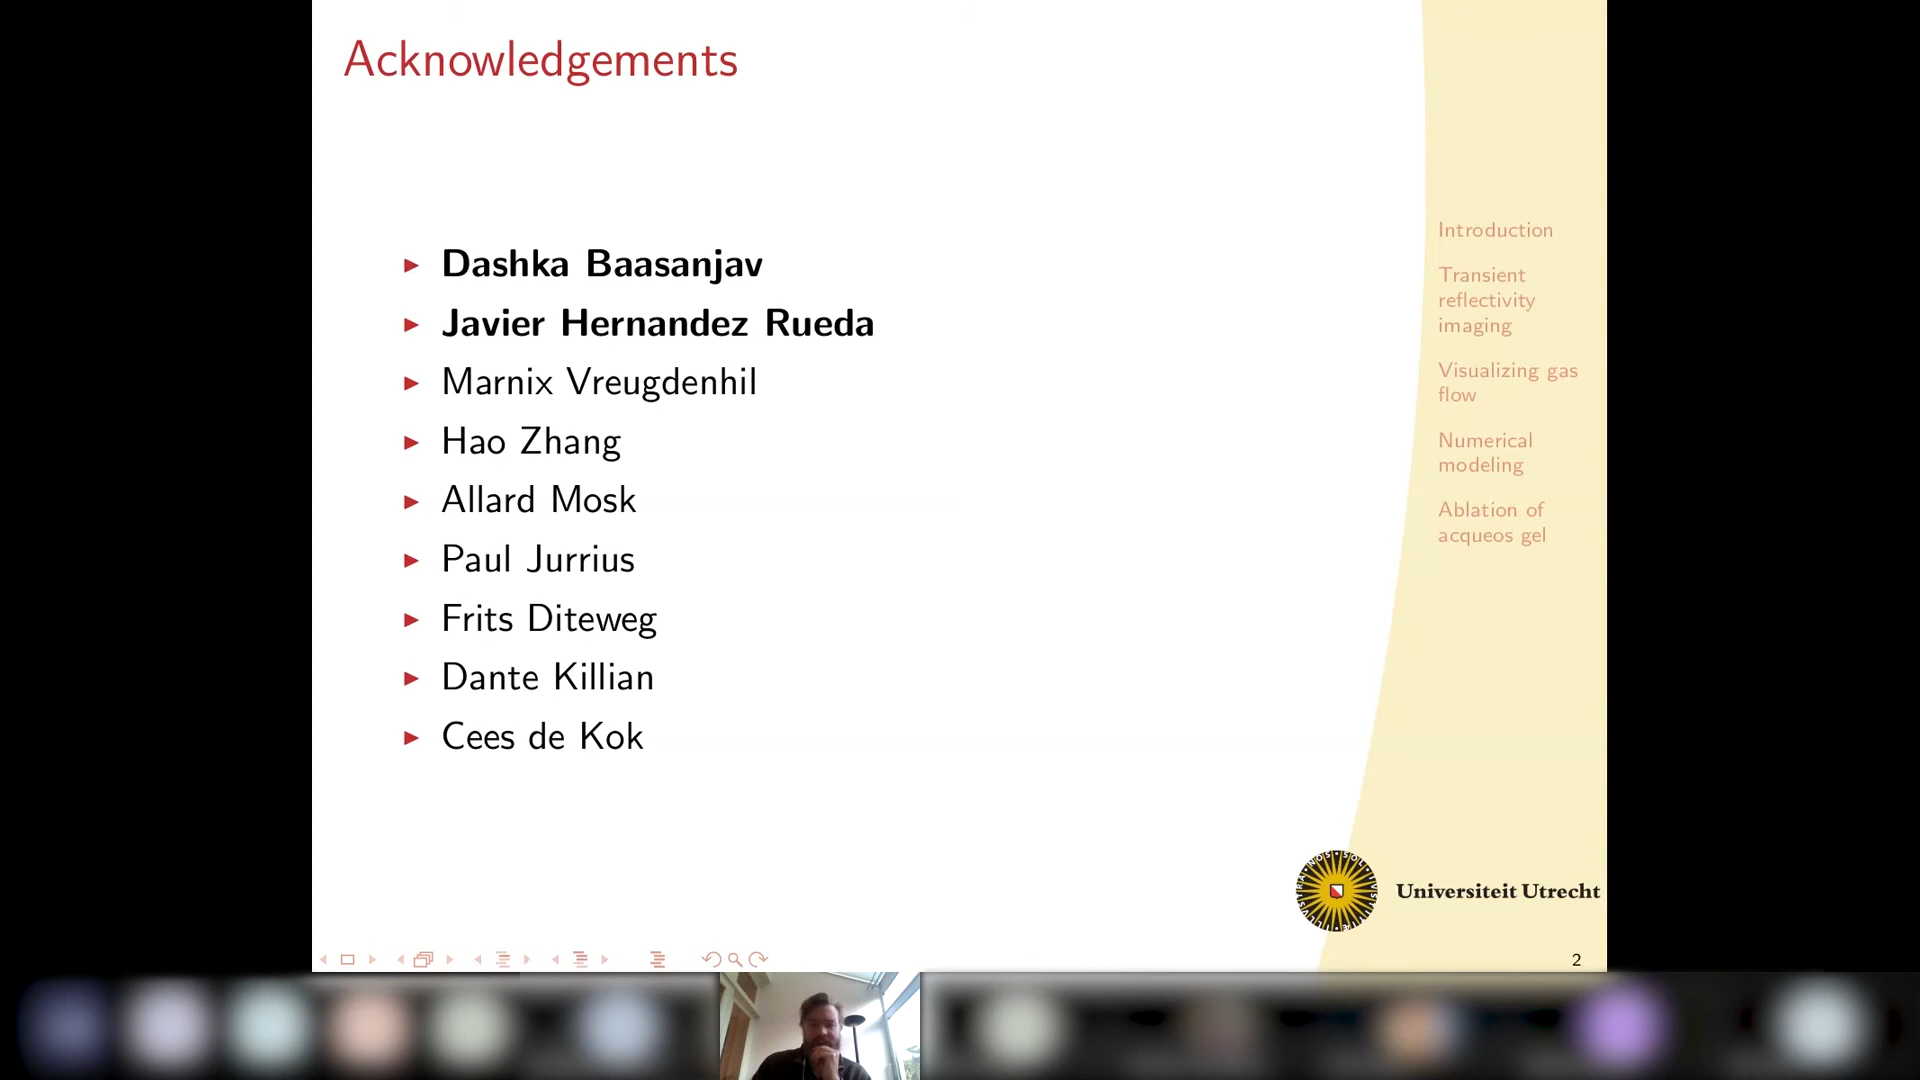 Acknowledgements
Dashka Baasanjav
Javier Hernandez Rueda
Marnix Vreugdenhil
Hao Zhang
Allard Mosk
Paul Jurrius
Frits Diteweg
Dante Killian
Cees de Kok
Introduction
Transient
reflectivity
imaging
Visualizing gas
flow
Numerical
modeling
Ablation of
acqueos gel
Universiteit Utrecht
2